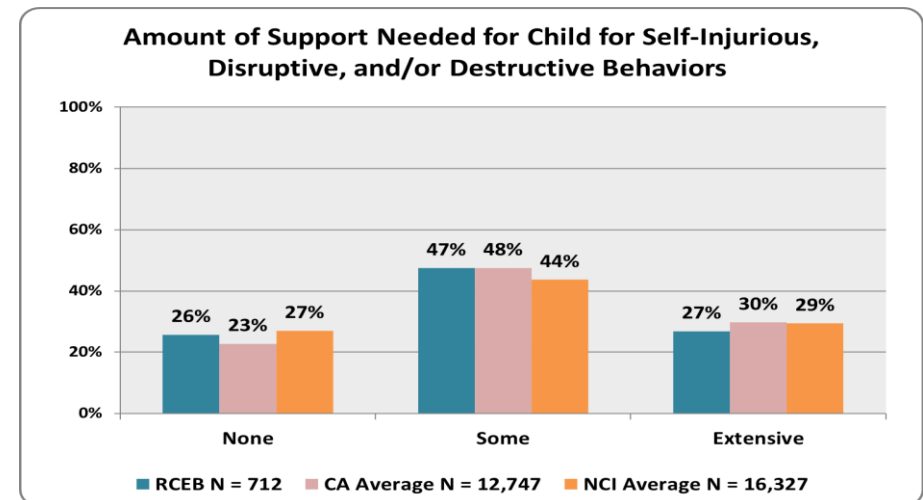 Amount of Support Needed for Child for Self-Injurious,
Disruptive, and/or Destructive Behaviors
100%
80%
60%
40%
20%
0%
26%
23%
27%
47%
48%
44%
27%
30%
29%
None
Some
Extensive
RCEB N = 712
CA Average N = 12,747
NCI Average N = 16,327